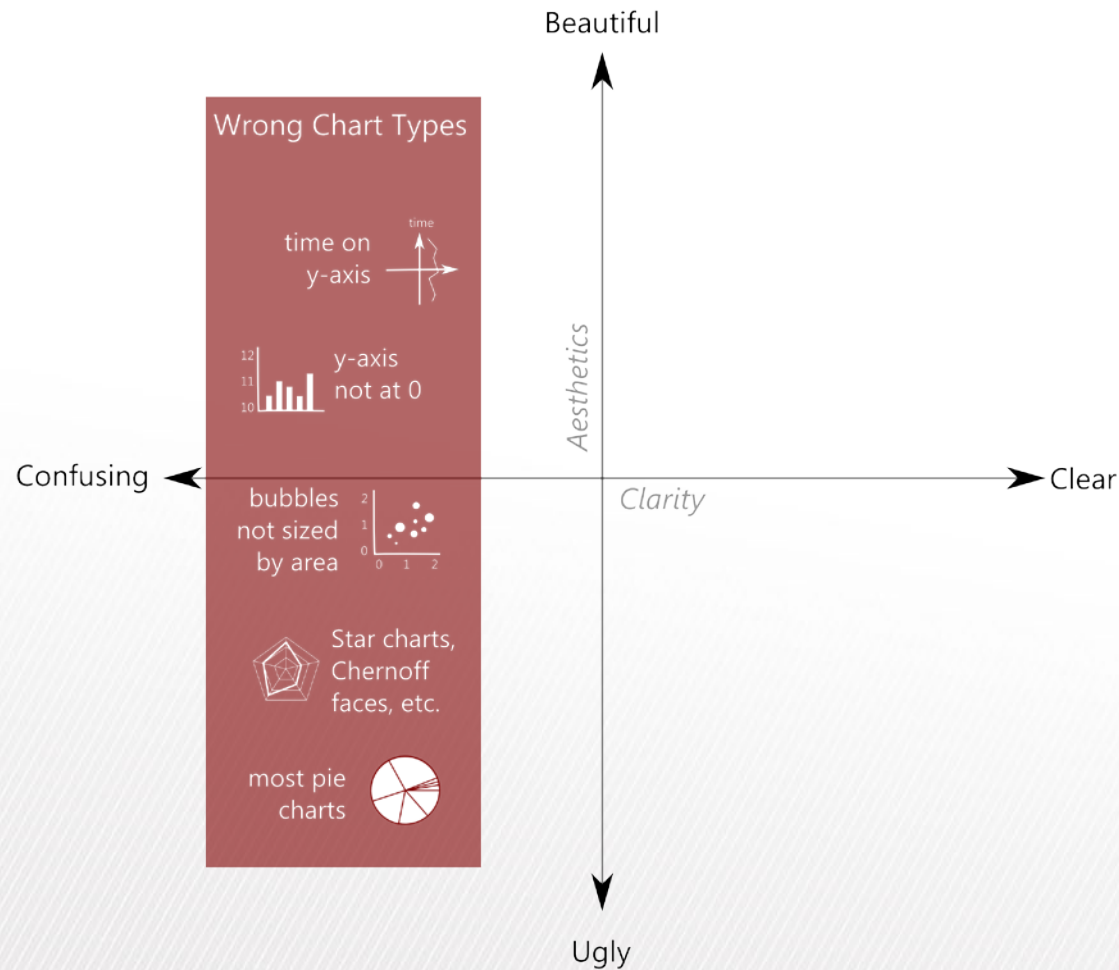 Beautiful
Wrong Chart Types
time
time on
y-axis
12
11
10
y-axis
not at 0
Aesthetics
Confusing
Clear
Clarity
bubbles
not sized
by area
2
1
0
0 1 2
Star charts,
Chernoff
faces, etc.
most pie
charts
Ugly